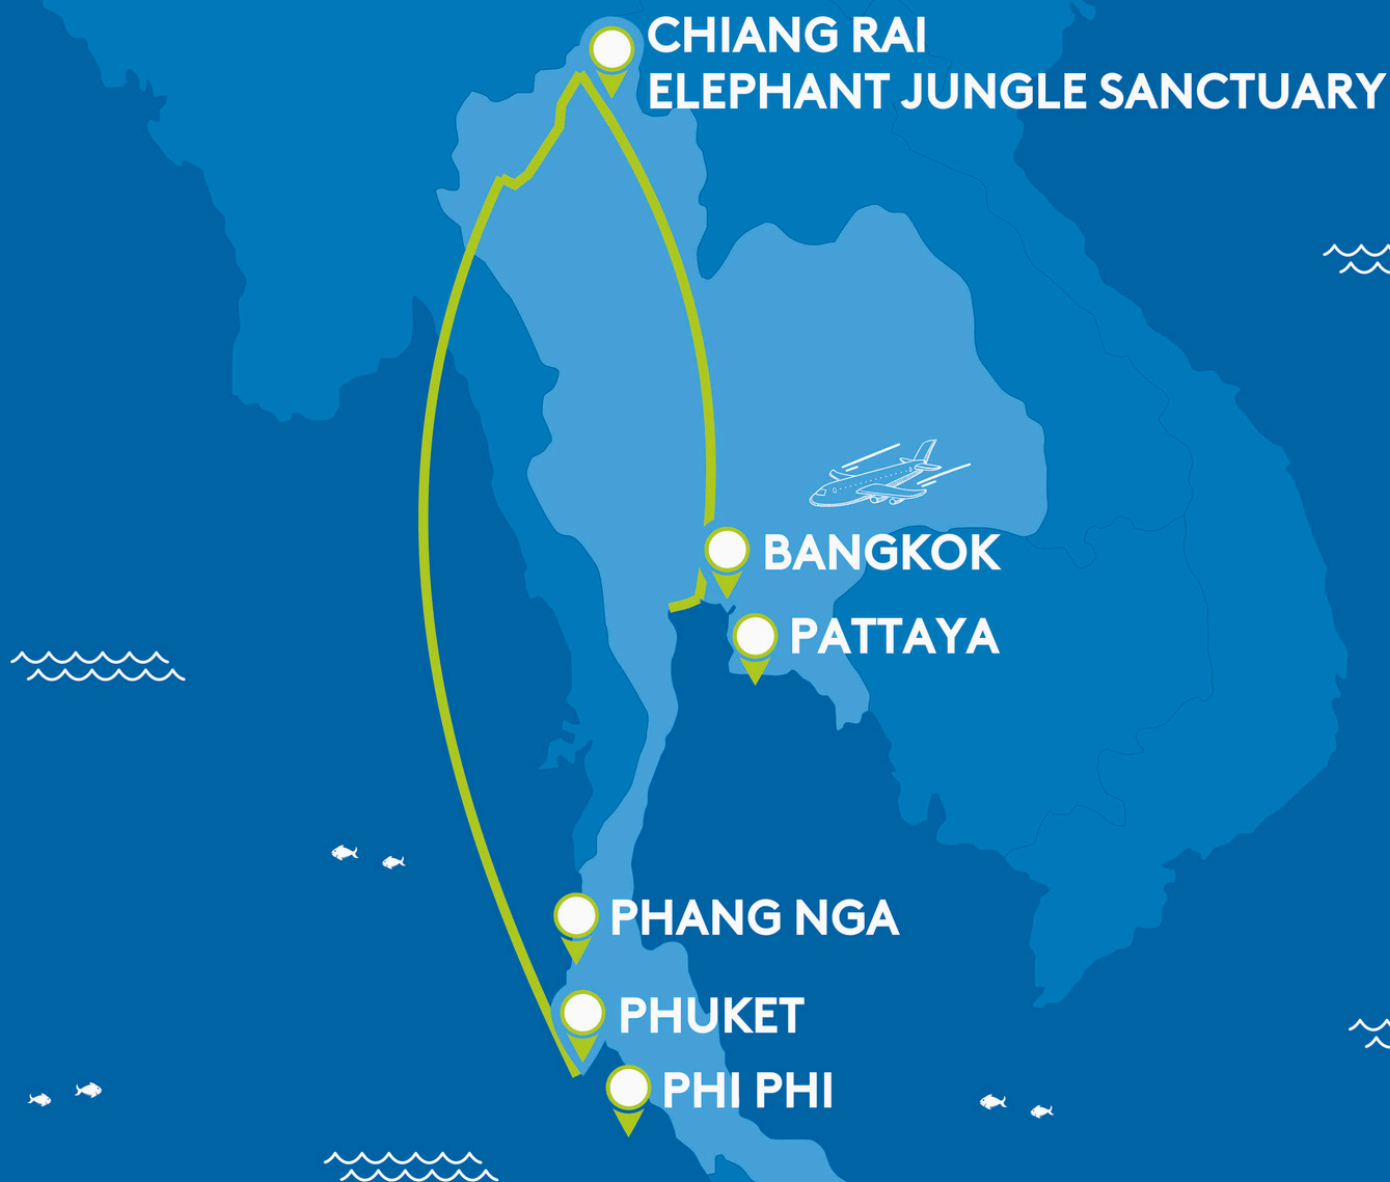 CHIANG RAI
ELEPHANT JUNGLE SANCTUARY
BANGKOK
PATTAYA
PHANG NGA
PHUKET
PHI PHI